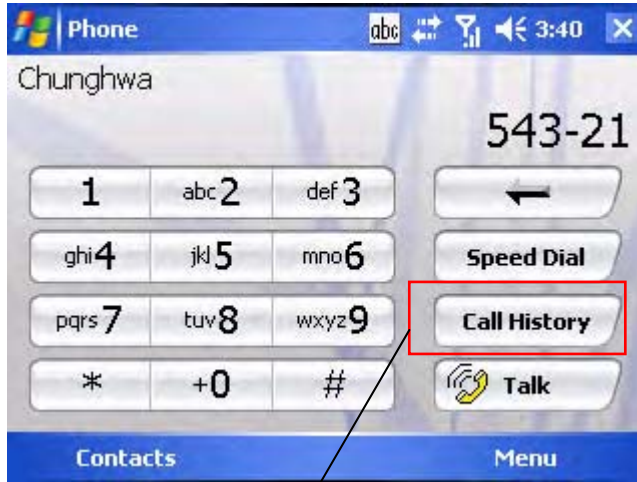 Phone abc 3:40
Chunghwa
543-21
1 abc2 def3
ghi4 jkl5 mno6 Speed Dial
pqrs7 tuv8 wxyz9 Call History
* +0 # Talk
Contacts Menu